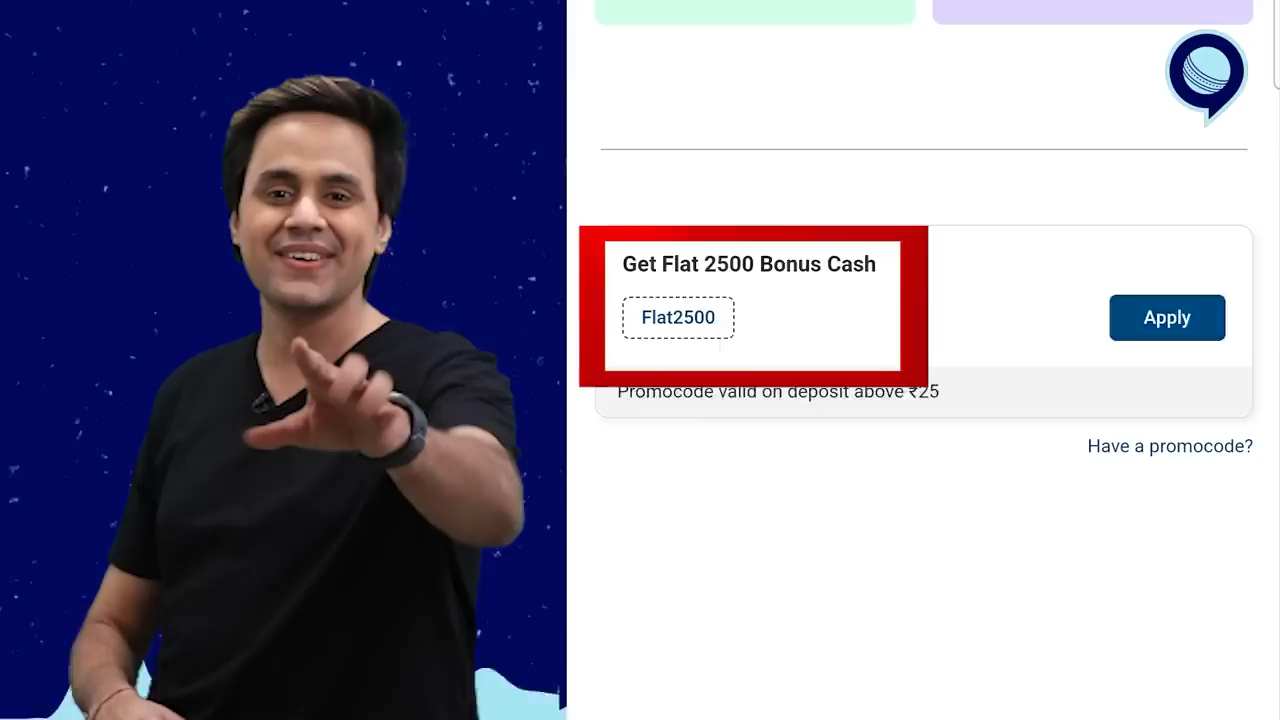 Get Flat 2500 Bonus Cash
Flat2500
Apply
Promocode valid on deposit above ₹25
Have a promocode?